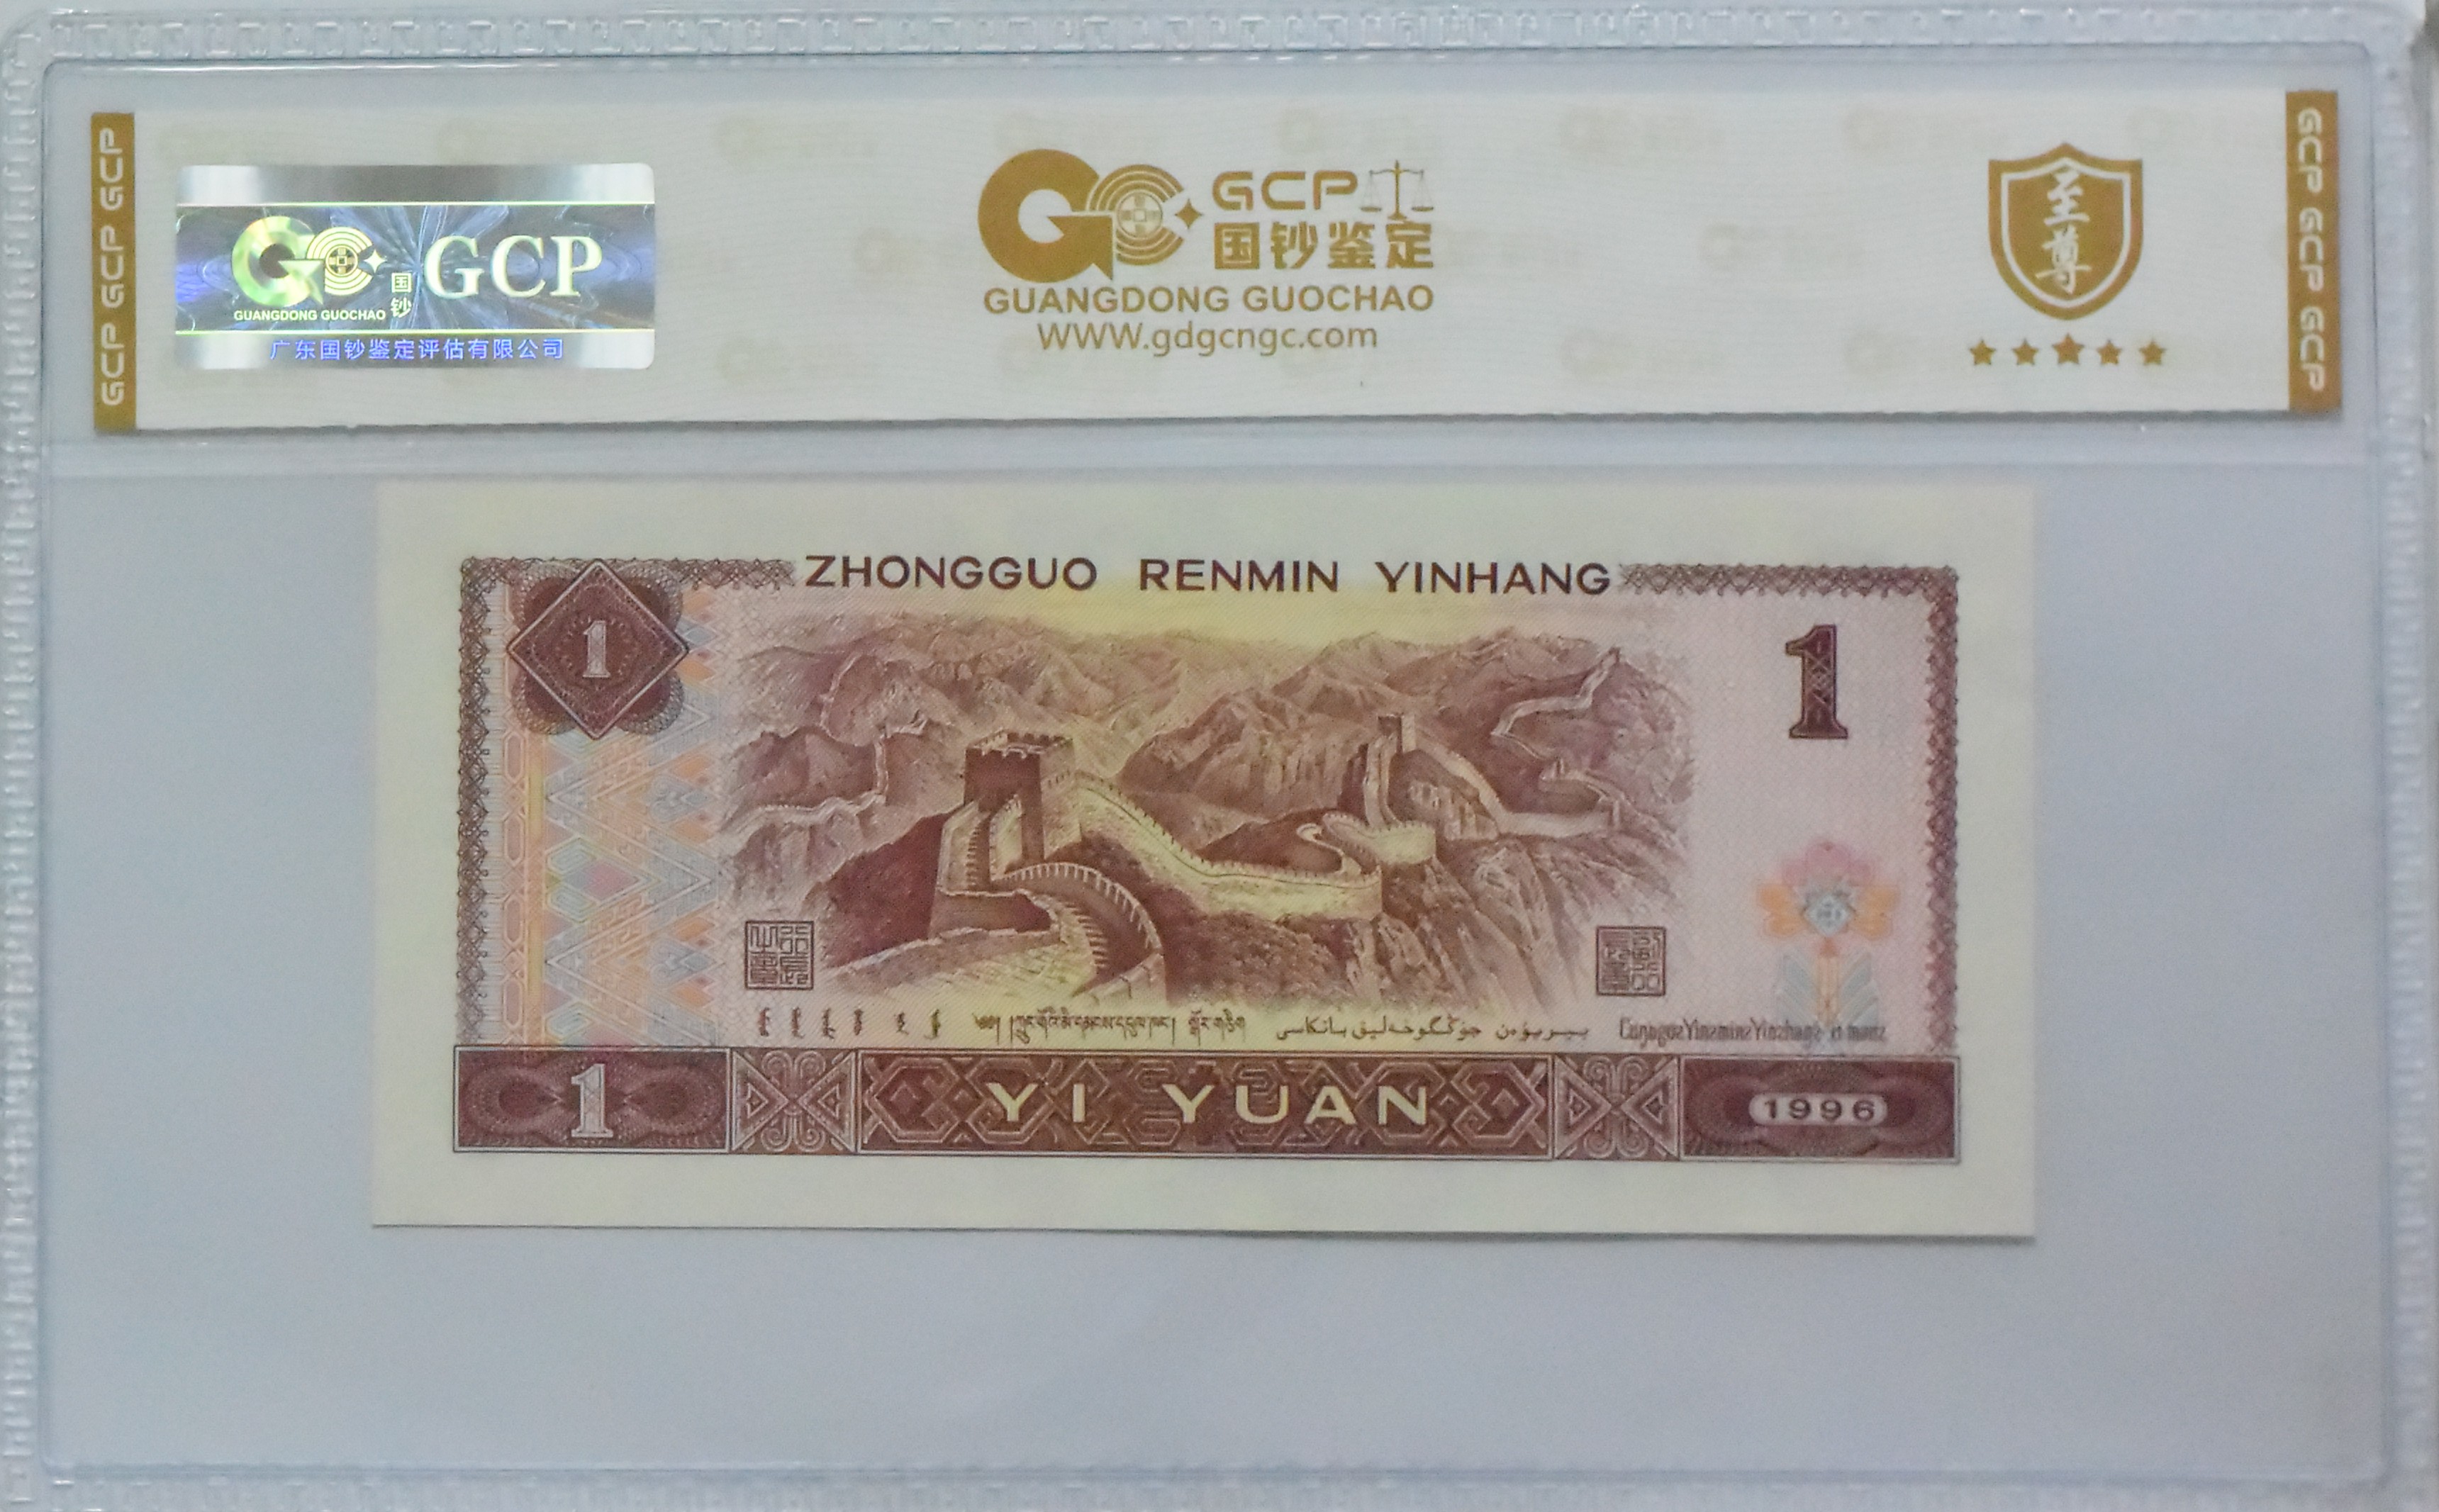 GCP GCP GCP
国钞 GCP
GUANGDONG GUOCHAO
广东国钞鉴定评估有限公司
GCP
国钞鉴定
GUANGDONG GUOCHAO
WWW.gdgcngc.com
至尊
GCP GCP GCP
ZHONGGUO RENMIN YINHANG
1
1
1
YI YUAN
1996